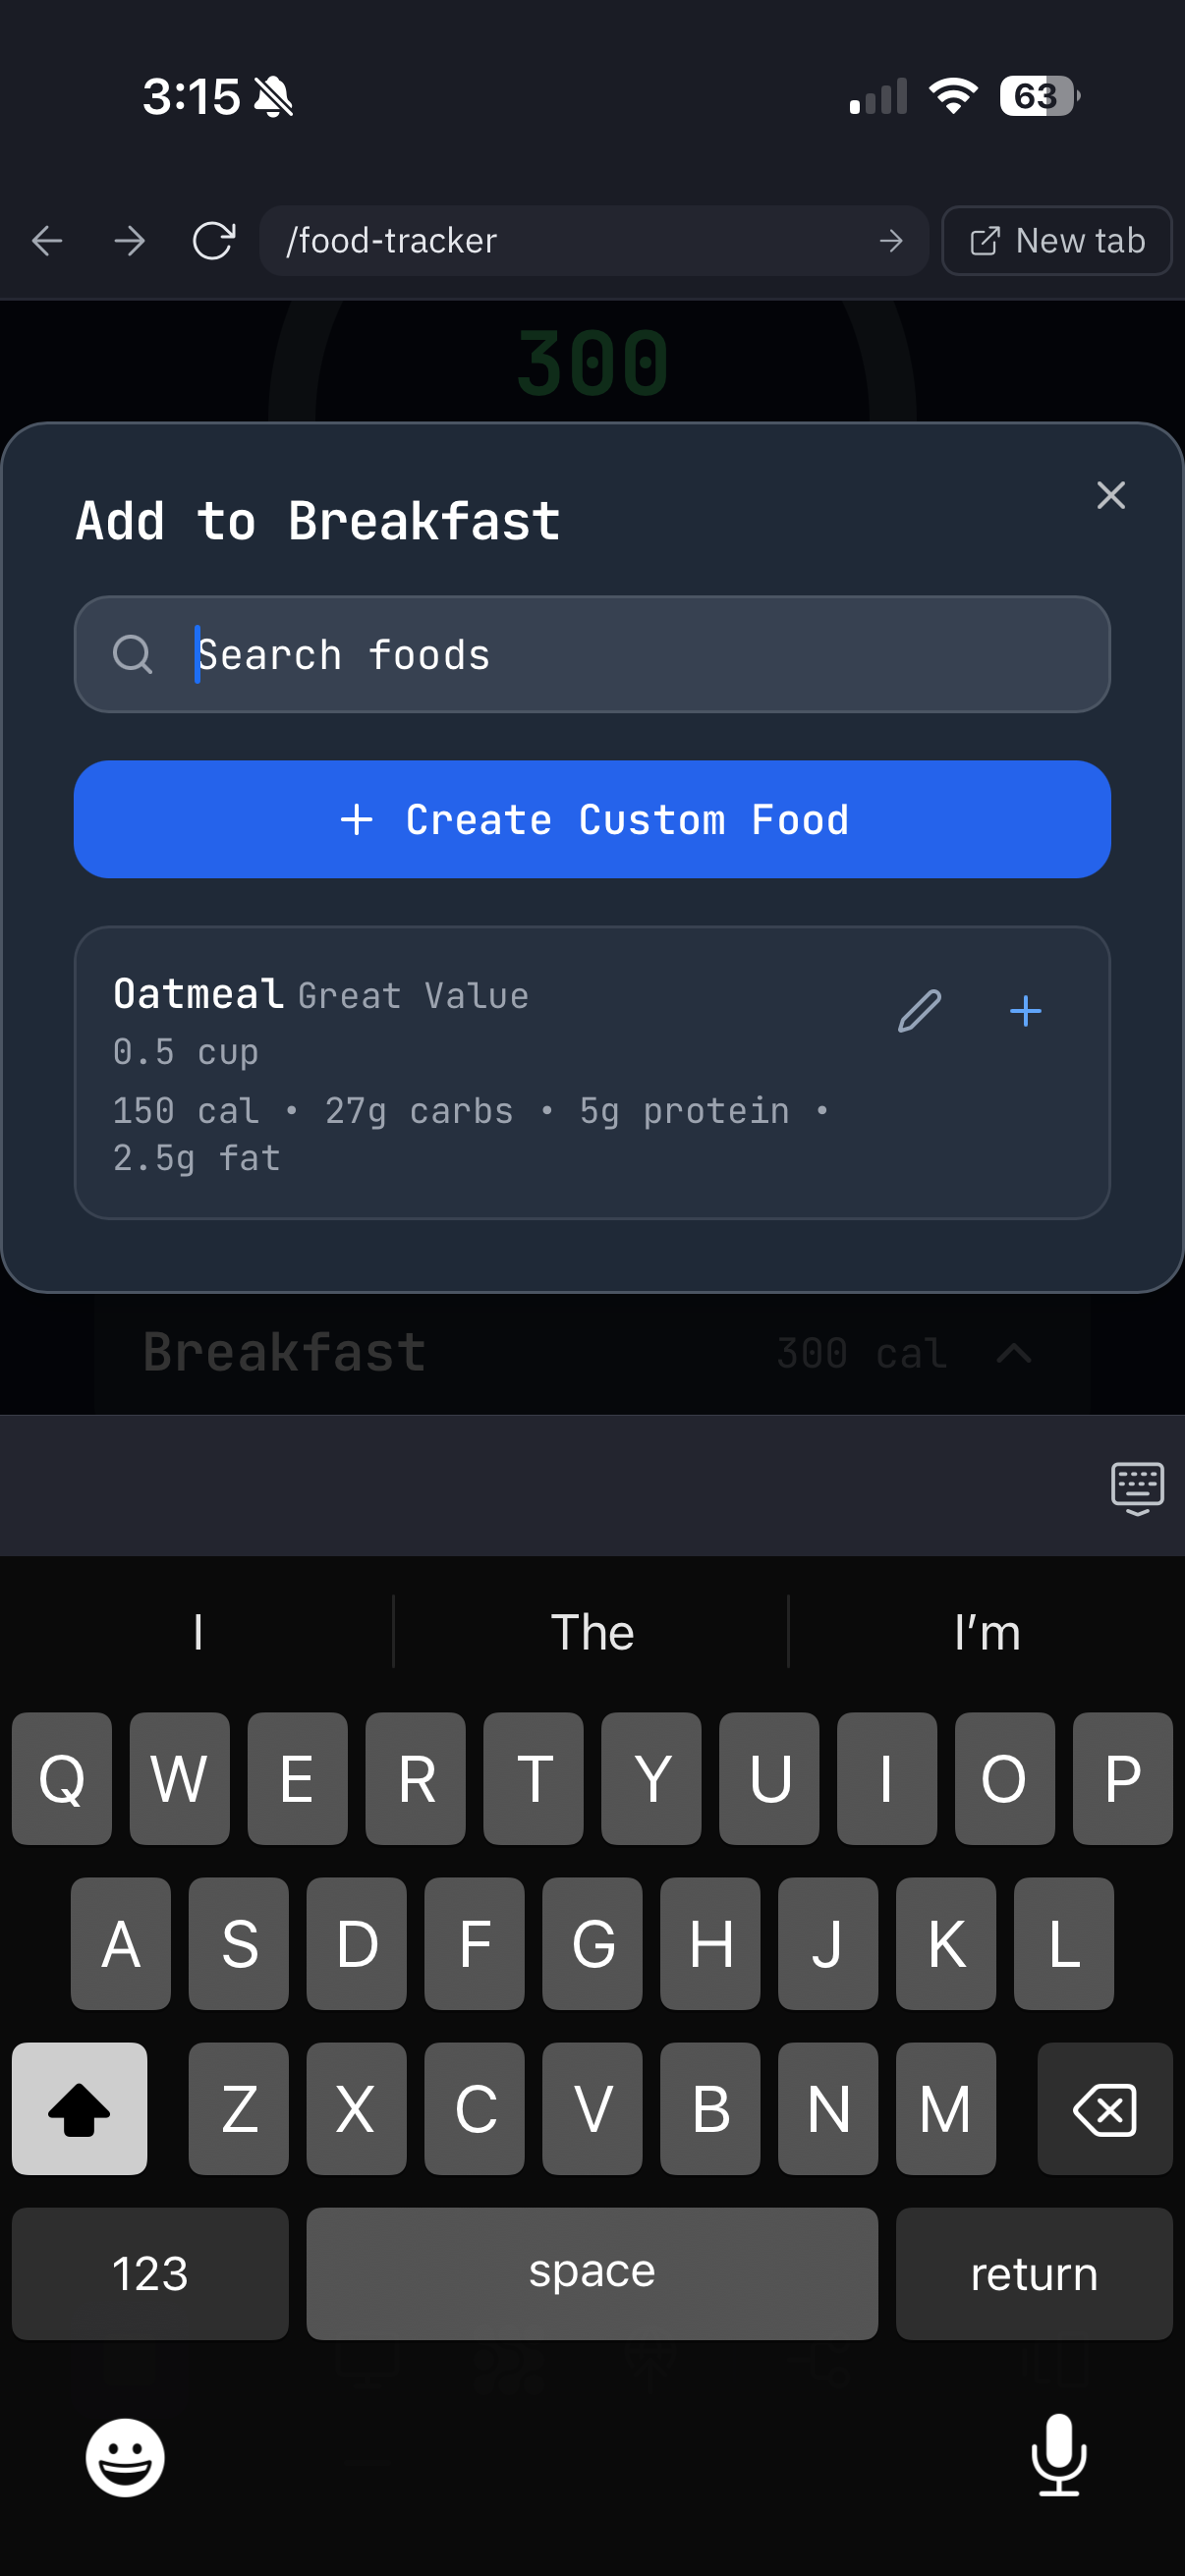 3:15
63
/food-tracker
New tab
300
Add to Breakfast
Search foods
+ Create Custom Food
Oatmeal Great Value
0.5 cup
150 cal • 27g carbs • 5g protein •
2.5g fat
Breakfast 300 cal
I The I’m
Q W E R T Y U I O P
A S D F G H J K L
Z X C V B N M
123 space return